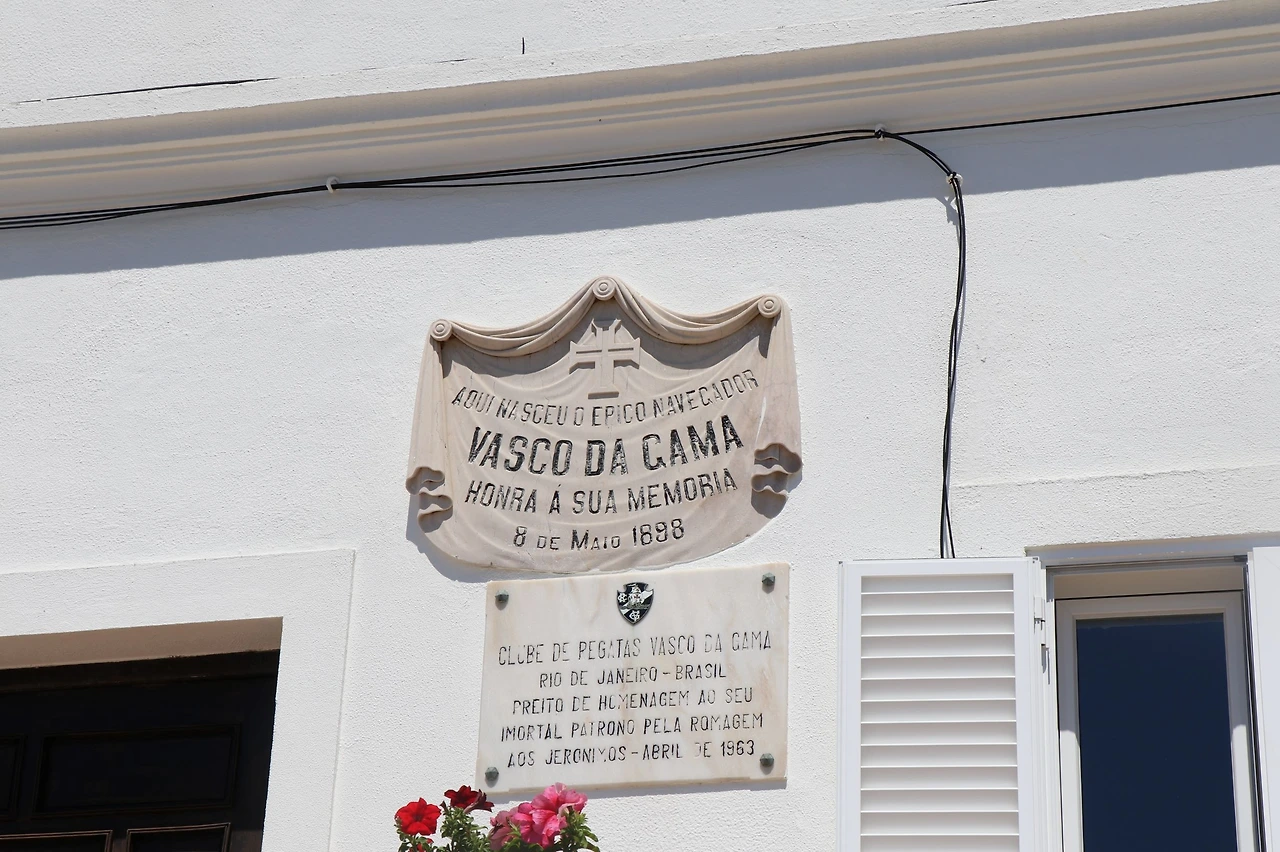 AQUI NASCEU O EPICO NAVEGADOR
VASCO DA GAMA
HONRA Á SUA MEMORIA
8 DE MAIO 1898
CLUBE DE REGATAS VASCO DA GAMA
RIO DE JANEIRO - BRASIL
PREITO DE HOMENAGEM AO SEU
IMORTAL PATRONO PELA ROMAGEM
AOS JERONIMOS - ABRIL DE 1963